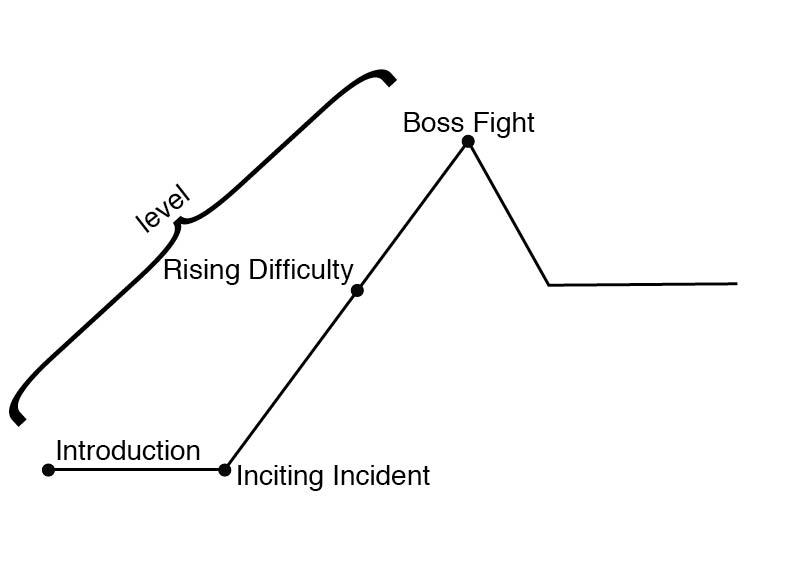 Boss Fight
level
Rising Difficulty
Introduction
Inciting Incident